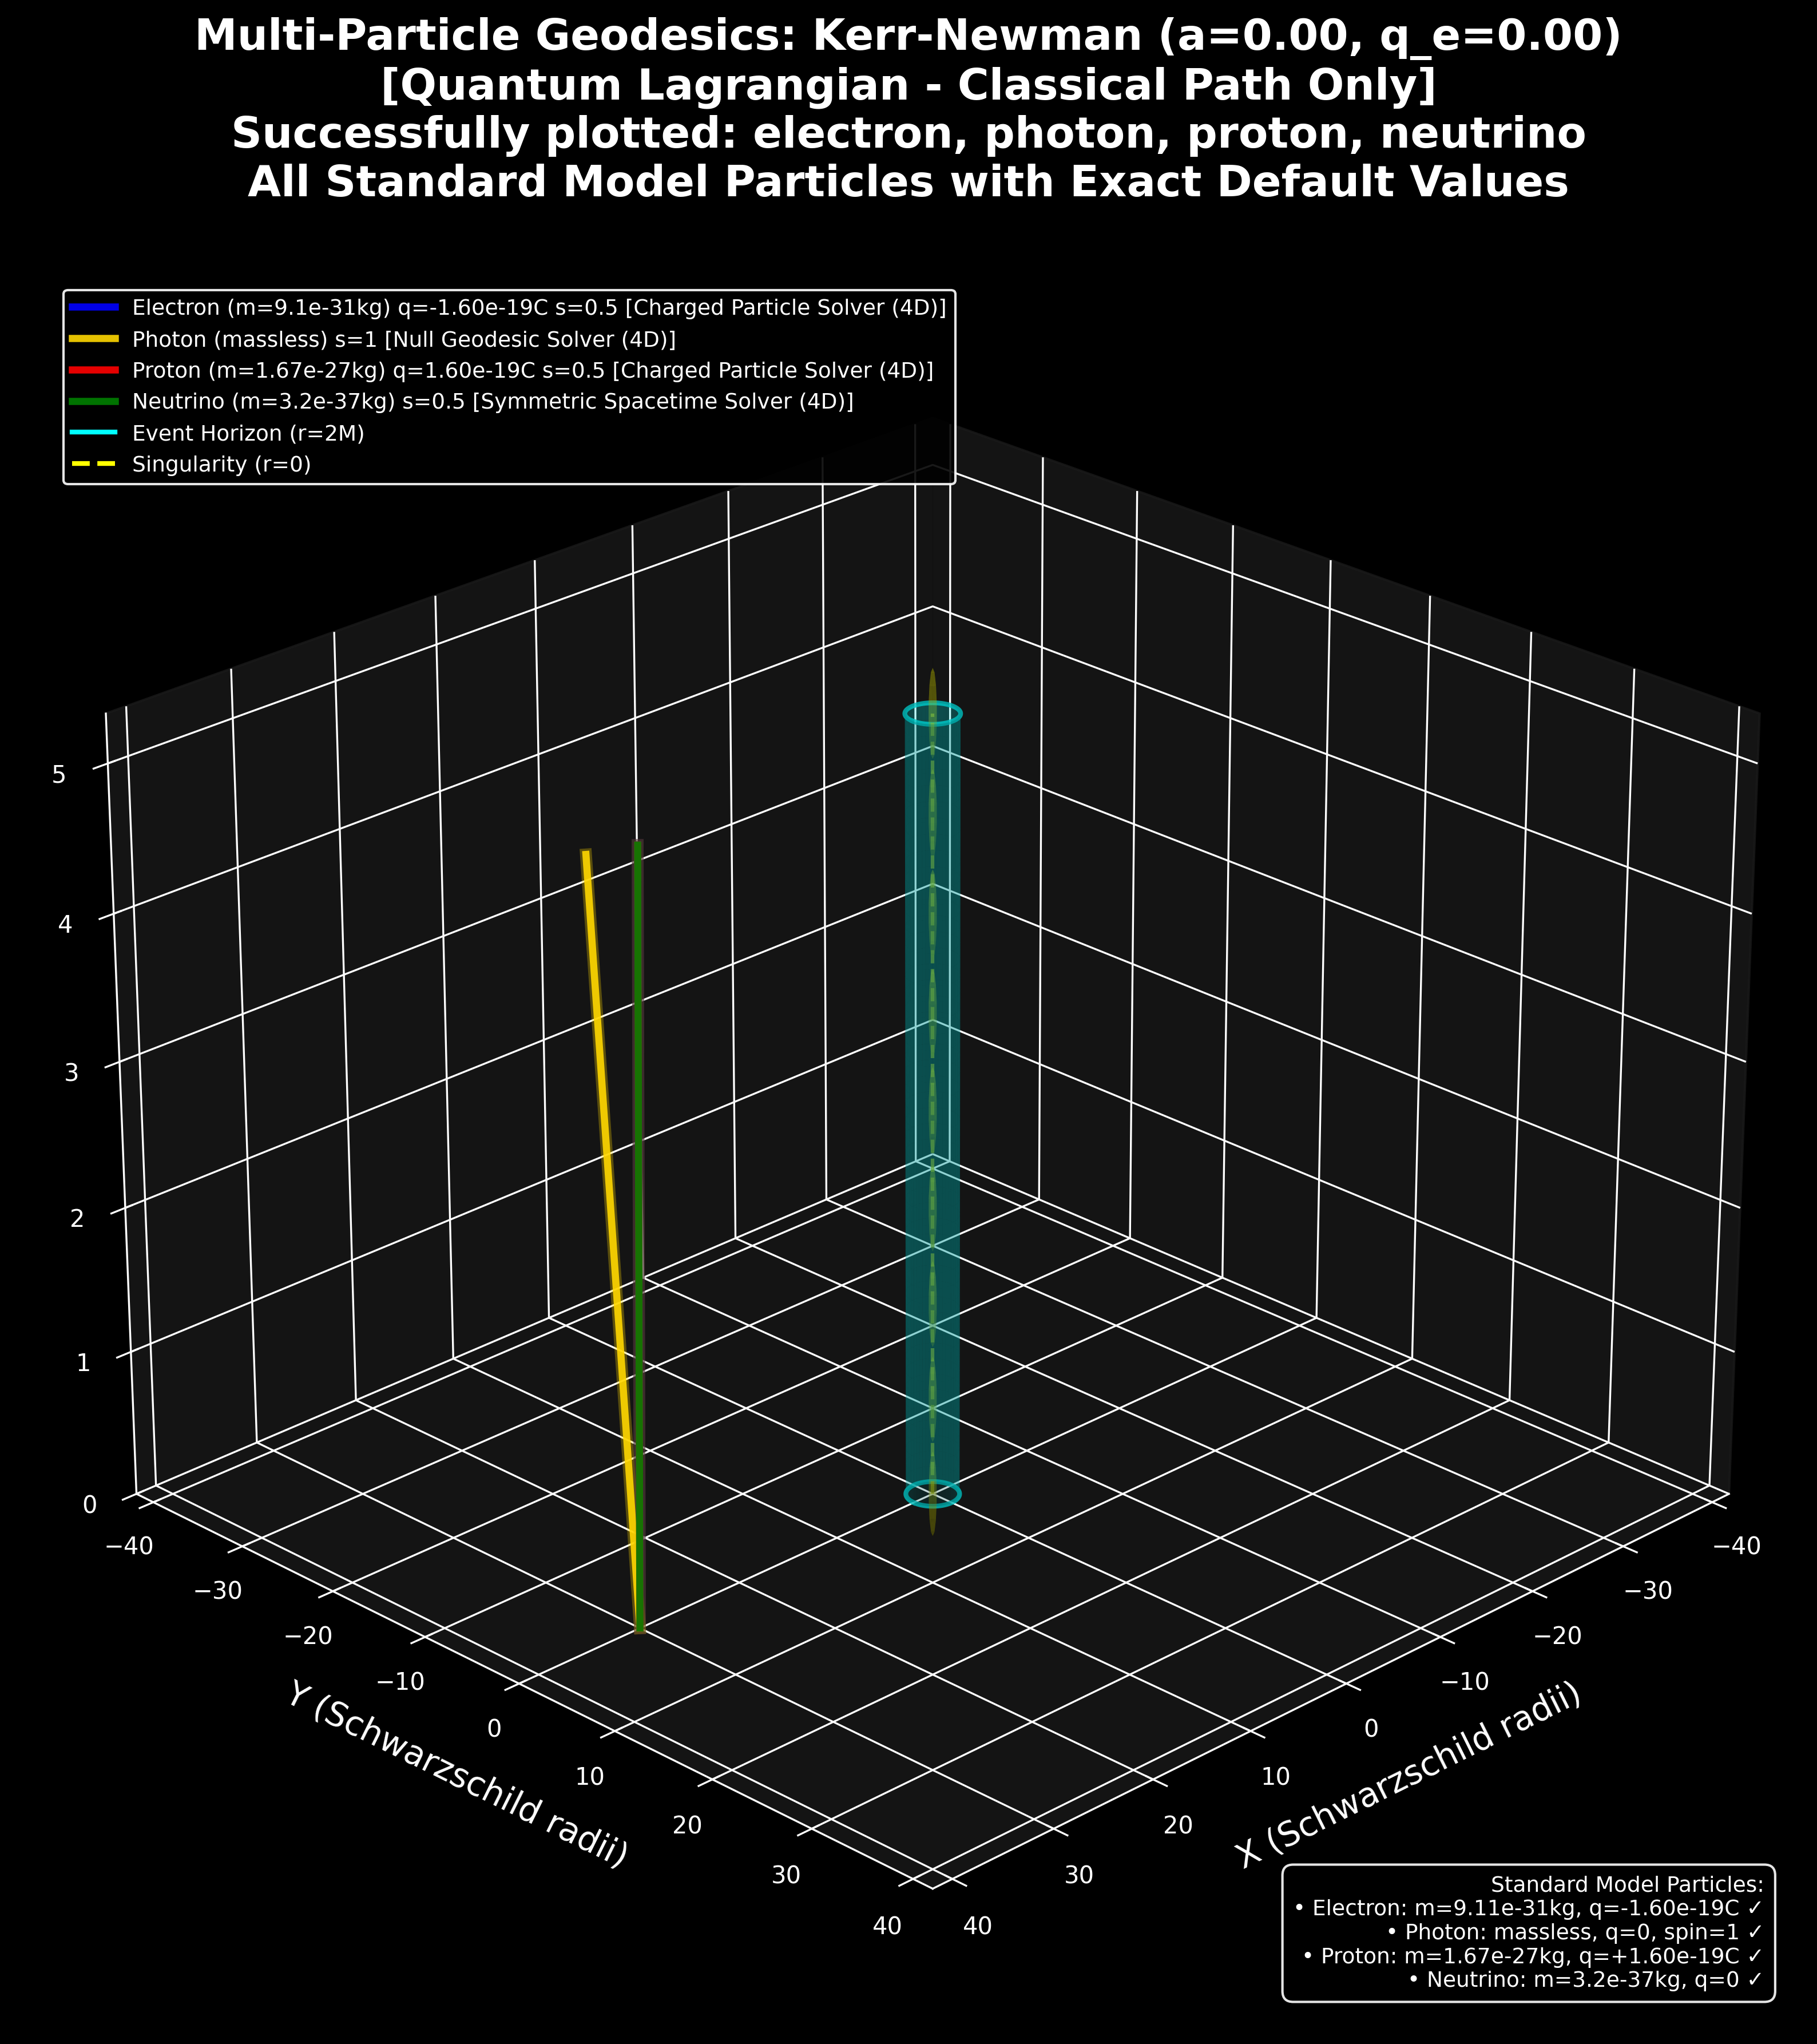 Multi-Particle Geodesics: Kerr-Newman (a=0.00, q_e=0.00)
[Quantum Lagrangian - Classical Path Only]
Successfully plotted: electron, photon, proton, neutrino
All Standard Model Particles with Exact Default Values
Electron (m=9.1e-31kg) q=-1.60e-19C s=0.5 [Charged Particle Solver (4D)]
Photon (massless) s=1 [Null Geodesic Solver (4D)]
Proton (m=1.67e-27kg) q=1.60e-19C s=0.5 [Charged Particle Solver (4D)]
Neutrino (m=3.2e-37kg) s=0.5 [Symmetric Spacetime Solver (4D)]
Event Horizon (r=2M)
Singularity (r=0)
5
4
3
2
1
0
−40
−30
−20
−10
0
10
20
30
40
Y (Schwarzschild radii)
−40
−30
−20
−10
0
10
20
30
40
X (Schwarzschild radii)
Standard Model Particles:
• Electron: m=9.11e-31kg, q=-1.60e-19C ✓
• Photon: massless, q=0, spin=1 ✓
• Proton: m=1.67e-27kg, q=+1.60e-19C ✓
• Neutrino: m=3.2e-37kg, q=0 ✓